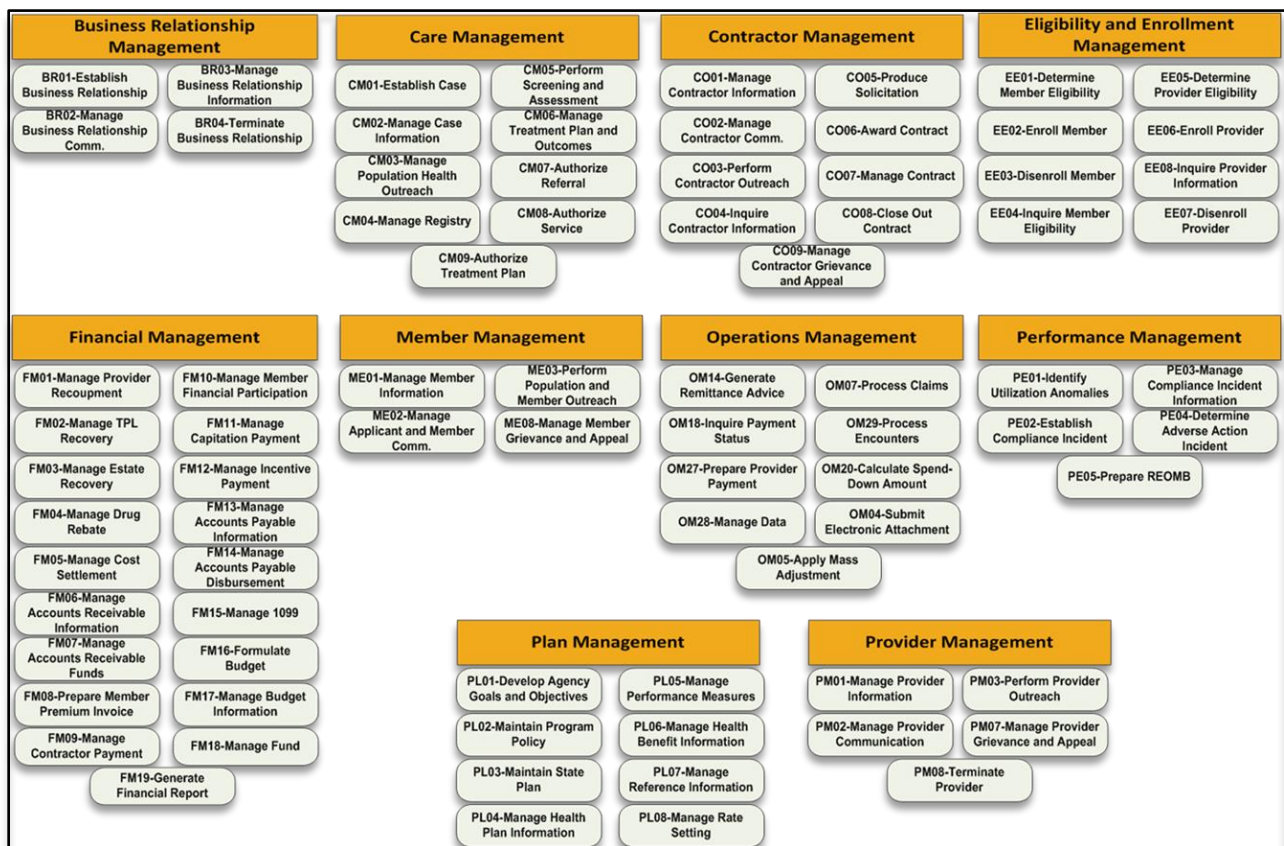 Business Relationship
Management
BR01-Establish
Business Relationship
BR03-Manage
Business Relationship
Information
BR02-Manage
Business Relationship
Comm.
BR04-Terminate
Business Relationship
Care Management
CM01-Establish Case
CM05-Perform
Screening and
Assessment
CM02-Manage Case
Information
CM06-Manage
Treatment Plan and
Outcomes
CM03-Manage
Population Health
Outreach
CM07-Authorize
Referral
CM04-Manage Registry
CM08-Authorize
Service
CM09-Authorize
Treatment Plan
Contractor Management
CO01-Manage
Contractor Information
CO05-Produce
Solicitation
CO02-Manage
Contractor Comm.
CO06-Award Contract
CO03-Perform
Contractor Outreach
CO07-Manage Contract
CO04-Inquire
Contractor Information
CO08-Close Out
Contract
CO09-Manage
Contractor Grievance
and Appeal
Eligibility and Enrollment
Management
EE01-Determine
Member Eligibility
EE05-Determine
Provider Eligibility
EE02-Enroll Member
EE06-Enroll Provider
EE03-Disenroll Member
EE08-Inquire Provider
Information
EE04-Inquire Member
Eligibility
EE07-Disenroll
Provider
Financial Management
FM01-Manage Provider
Recoupment
FM10-Manage Member
Financial Participation
FM02-Manage TPL
Recovery
FM11-Manage
Capitation Payment
FM03-Manage Estate
Recovery
FM12-Manage Incentive
Payment
FM04-Manage Drug
Rebate
FM13-Manage
Accounts Payable
Information
FM05-Manage Cost
Settlement
FM14-Manage
Accounts Payable
Disbursement
FM06-Manage
Accounts Receivable
Information
FM15-Manage 1099
FM07-Manage
Accounts Receivable
Funds
FM16-Formulate
Budget
FM08-Prepare Member
Premium Invoice
FM17-Manage Budget
Information
FM09-Manage
Contractor Payment
FM18-Manage Fund
FM19-Generate
Financial Report
Member Management
ME01-Manage Member
Information
ME03-Perform
Population and
Member Outreach
ME02-Manage
Applicant and Member
Comm.
ME08-Manage Member
Grievance and Appeal
Operations Management
OM14-Generate
Remittance Advice
OM07-Process Claims
OM18-Inquire Payment
Status
OM29-Process
Encounters
OM27-Prepare Provider
Payment
OM20-Calculate Spend-
Down Amount
OM28-Manage Data
OM04-Submit
Electronic Attachment
OM05-Apply Mass
Adjustment
Performance Management
PE01-Identify
Utilization Anomalies
PE03-Manage
Compliance Incident
Information
PE02-Establish
Compliance Incident
PE04-Determine
Adverse Action
Incident
PE05-Prepare REOMB
Plan Management
PL01-Develop Agency
Goals and Objectives
PL05-Manage
Performance Measures
PL02-Maintain Program
Policy
PL06-Manage Health
Benefit Information
PL03-Maintain State
Plan
PL07-Manage
Reference Information
PL04-Manage Health
Plan Information
PL08-Manage Rate
Setting
Provider Management
PM01-Manage Provider
Information
PM03-Perform Provider
Outreach
PM02-Manage Provider
Communication
PM07-Manage Provider
Grievance and Appeal
PM08-Terminate
Provider